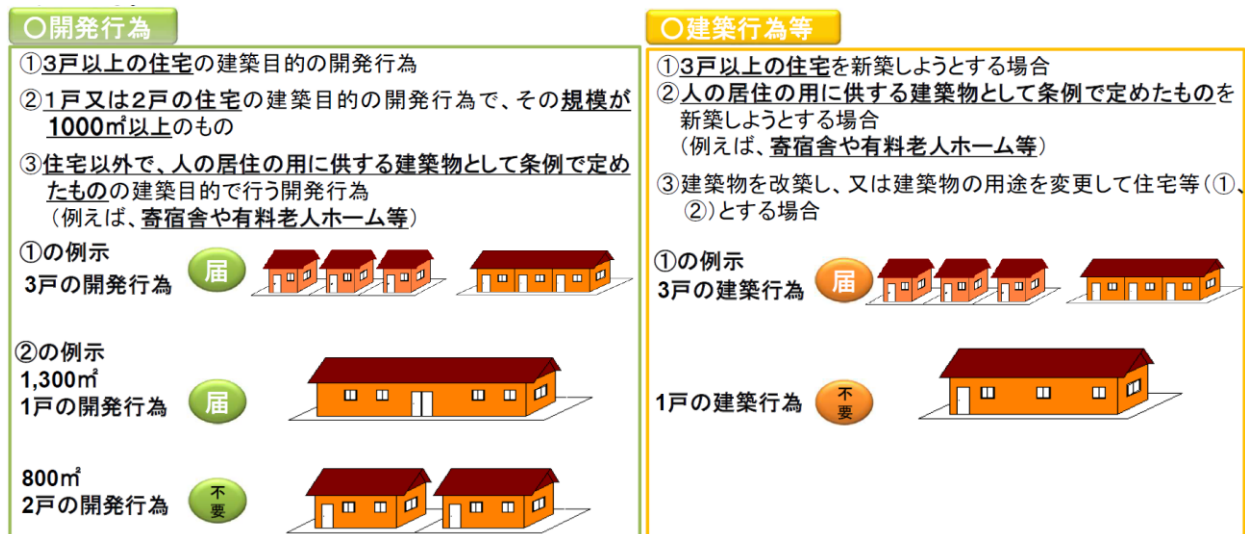 ○開発行為
①3戸以上の住宅の建築目的の開発行為
②1戸又は2戸の住宅の建築目的の開発行為で、その規模が
1000㎡以上のもの
③住宅以外で、人の居住の用に供する建築物として条例で定め
たものの建築目的で行う開発行為
(例えば、寄宿舎や有料老人ホーム等)
①の例示
3戸の開発行為
届
②の例示
1,300㎡
1戸の開発行為
届
800㎡
2戸の開発行為
不
要
○建築行為等
①3戸以上の住宅を新築しようとする場合
②人の居住の用に供する建築物として条例で定めたものを
新築しようとする場合
(例えば、寄宿舎や有料老人ホーム等)
③建築物を改築し、又は建築物の用途を変更して住宅等(①、
②)とする場合
①の例示
3戸の建築行為
届
1戸の建築行為
不
要